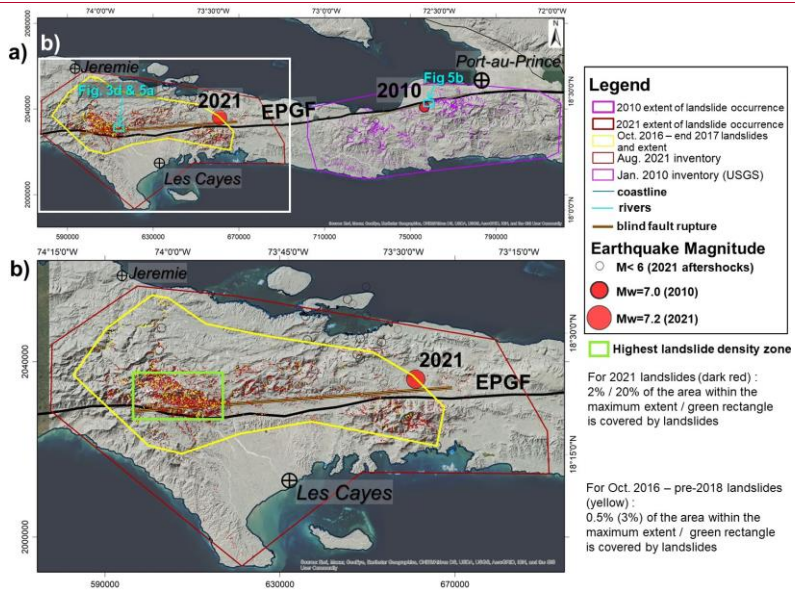 a)
74°0'0"W
73°30'0"W
73°0'0"W
72°30'0"W
72°0'0"W
2080000
2040000
2000000
18°30'0"N
18°0'0"N
b)
N
Jeremie
Fig. 3d & 5a
2021
EPGF
2010
Fig 5b
Port-au-Prince
Les Cayes
590000
630000
670000
7100000
750000
790000
b)
74°15'0"W
74°0'0"W
73°45'0"W
73°30'0"W
73°15'0"W
Jeremie
2021
EPGF
Les Cayes
2040000
2000000
18°30'0"N
18°15'0"N
590000
630000
670000
Legend
2010 extent of landslide occurrence
2021 extent of landslide occurrence
Oct. 2016 – end 2017 landslides
and extent
Aug. 2021 inventory
Jan. 2010 inventory (USGS)
coastline
rivers
blind fault rupture
Earthquake Magnitude
M< 6 (2021 aftershocks)
Mw=7.0 (2010)
Mw=7.2 (2021)
Highest landslide density zone
For 2021 landslides (dark red) :
2% / 20% of the area within the
maximum extent / green rectangle
is covered by landslides
For Oct. 2016 – pre-2018 landslides
(yellow) :
0.5% (3%) of the area within the
maximum extent / green rectangle
is covered by landslides